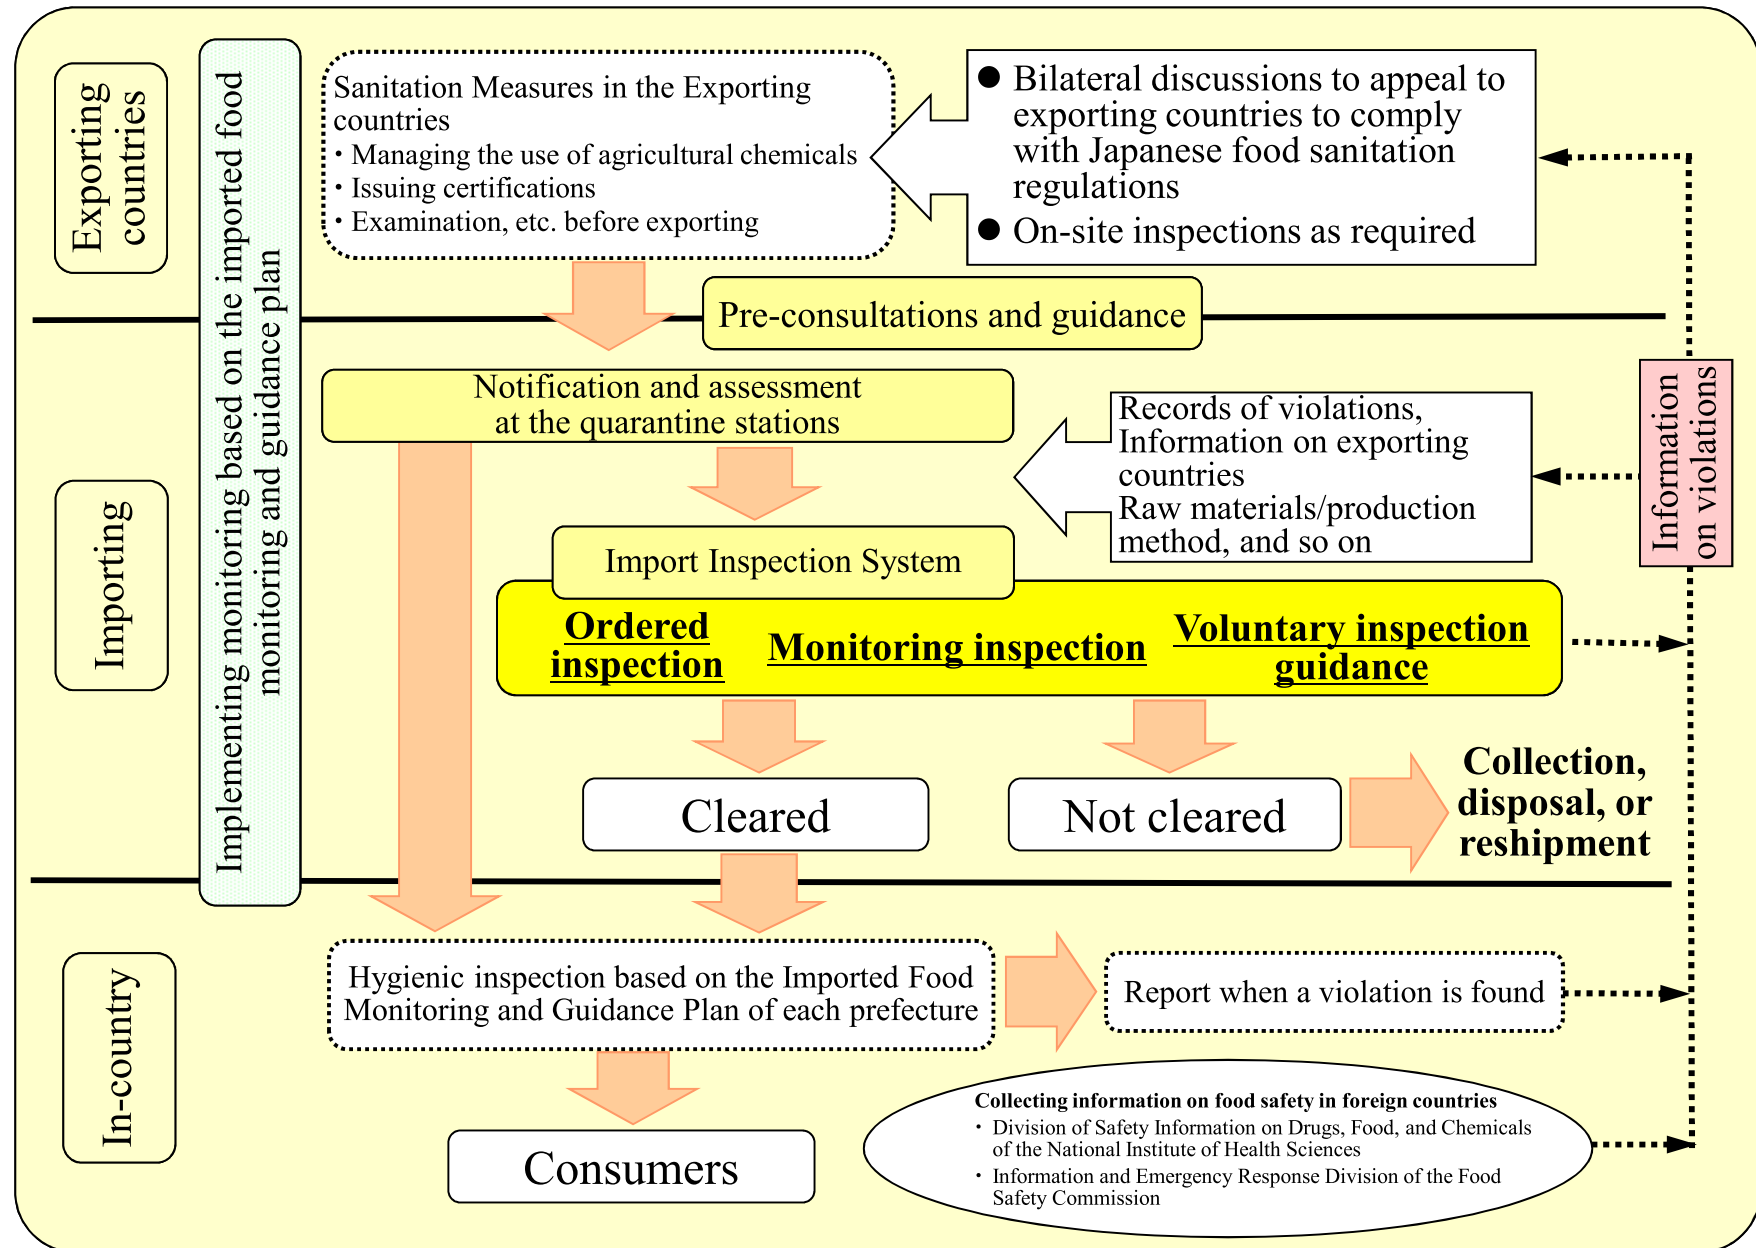 Exporting
countries
Implementing monitoring based on the imported food
monitoring and guidance plan
Sanitation Measures in the Exporting
countries
・Managing the use of agricultural chemicals
・Issuing certifications
・Examination, etc. before exporting
● Bilateral discussions to appeal to
exporting countries to comply
with Japanese food sanitation
regulations
● On-site inspections as required
Pre-consultations and guidance
Importing
Notification and assessment
at the quarantine stations
Records of violations,
Information on exporting
countries
Raw materials/production
method, and so on
Information
on violations
Import Inspection System
Ordered
inspection
Monitoring inspection
Voluntary inspection
guidance
Cleared
Not cleared
Collection,
disposal, or
reshipment
In-country
Hygienic inspection based on the Imported Food
Monitoring and Guidance Plan of each prefecture
Report when a violation is found
Consumers
Collecting information on food safety in foreign countries
・ Division of Safety Information on Drugs, Food, and Chemicals
of the National Institute of Health Sciences
・ Information and Emergency Response Division of the Food
Safety Commission